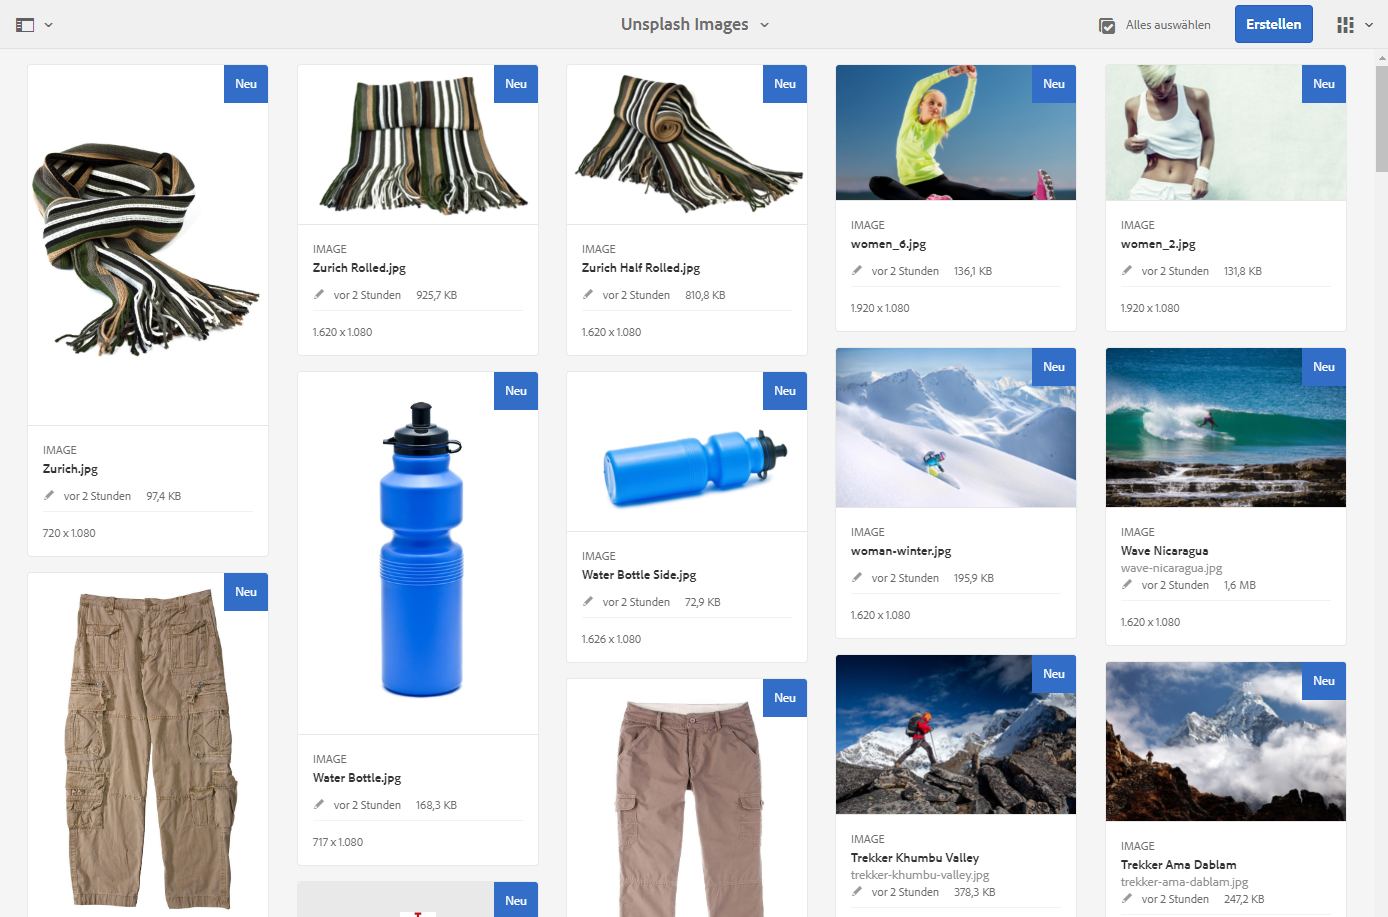 Unsplash Images
Alles auswählen
Erstellen
Neu
IMAGE
Zurich.jpg
vor 2 Stunden 97,4 KB
720 x 1.080
Neu
Neu
IMAGE
Zurich Rolled.jpg
vor 2 Stunden 925,7 KB
1.620 x 1.080
Neu
IMAGE
Water Bottle.jpg
vor 2 Stunden 168,3 KB
717 x 1.080
Neu
Neu
IMAGE
Zurich Half Rolled.jpg
vor 2 Stunden 810,8 KB
1.620 x 1.080
Neu
IMAGE
Water Bottle Side.jpg
vor 2 Stunden 72,9 KB
1.626 x 1.080
Neu
Neu
IMAGE
women_6.jpg
vor 2 Stunden 136,1 KB
1.920 x 1.080
Neu
IMAGE
woman-winter.jpg
vor 2 Stunden 195,9 KB
1.620 x 1.080
Neu
IMAGE
Trekker Khumbu Valley
trekker-khumbu-valley.jpg
vor 2 Stunden 378,3 KB
Neu
IMAGE
women_2.jpg
vor 2 Stunden 131,8 KB
1.920 x 1.080
Neu
IMAGE
Wave Nicaragua
wave-nicaragua.jpg
vor 2 Stunden 1,6 MB
1.620 x 1.080
Neu
IMAGE
Trekker Ama Dablam
trekker-ama-dablam.jpg
vor 2 Stunden 247,2 KB